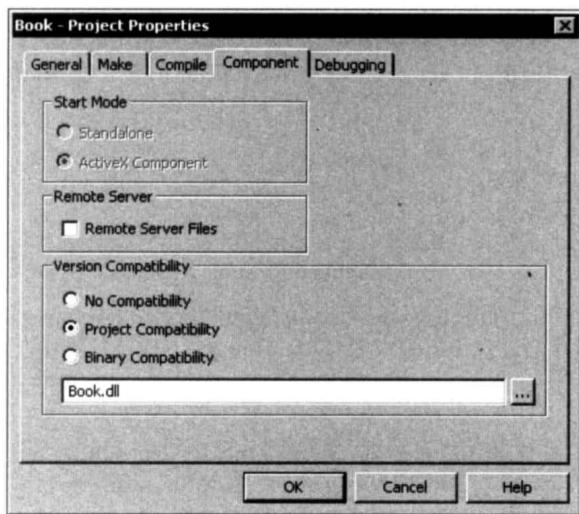 Book - Project Properties
General Make Compile Component Debugging
Start Mode
Standalone
ActiveX Component
Remote Server
Remote Server Files
Version Compatibility
No Compatibility
Project Compatibility
Binary Compatibility
Book.dll ...
OK Cancel Help